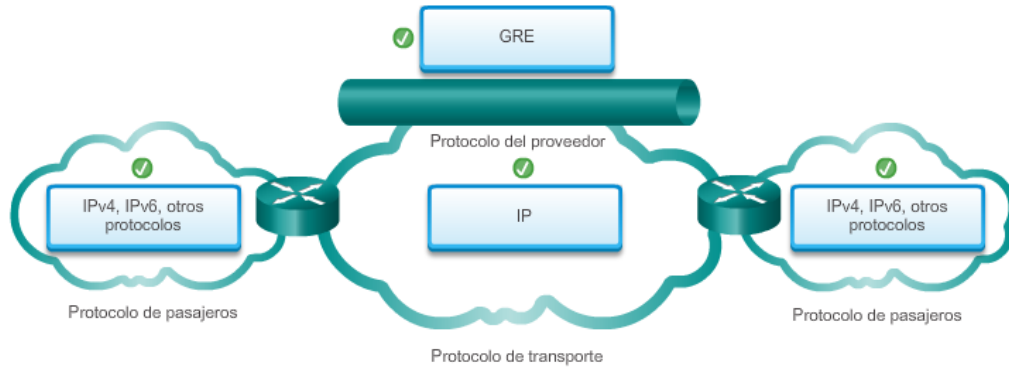 GRE
Protocolo del proveedor
IPv4, IPv6, otros
protocolos
IP
IPv4, IPv6, otros
protocolos
Protocolo de pasajeros
Protocolo de pasajeros
Protocolo de transporte